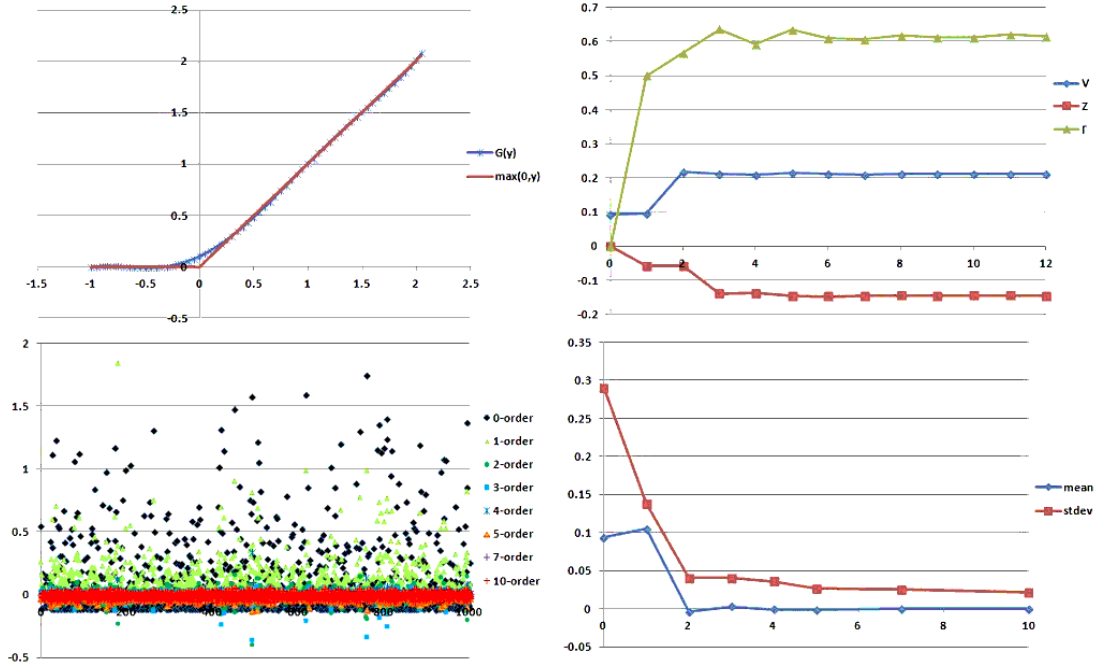 2.5
2
1.5
1
0.5
0
-0.5
-1.5 -1 -0.5 0 0.5 1 1.5 2 2.5
G(y)
max(0,y)
0.7
0.6
0.5
0.4
0.3
0.2
0.1
0
-0.1
-0.2
0 2 4 6 8 10 12
V
Z
Γ
2
1.5
1
0.5
0
-0.5
0 200 400 600 800 1000
0-order
1-order
2-order
3-order
4-order
5-order
7-order
10-order
0.35
0.3
0.25
0.2
0.15
0.1
0.05
0
-0.05
0 2 4 6 8 10
mean
stdev